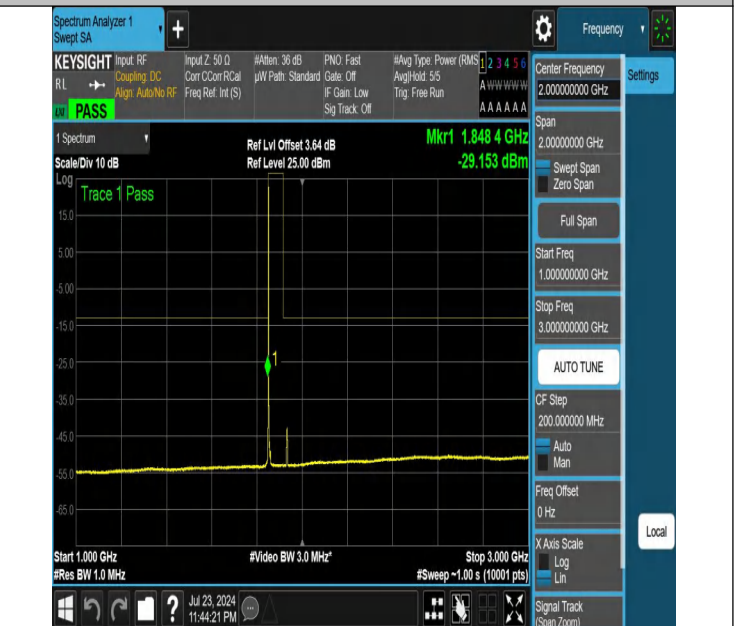 Spectrum Analyzer 1
Swept SA
+
Frequency
KEYSIGHT
RL
PASS
Input: RF
Coupling: DC
Align: Auto/No RF
Input Z: 50 Ω
Corr CCorr RCal
Freq Ref: Int (S)
#Atten: 36 dB
µW Path: Standard
PNO: Fast
Gate: Off
IF Gain: Low
Sig Track: Off
#Avg Type: Power (RMS
Avg|Hold: 5/5
Trig: Free Run
1 2 3 4 5 6
A W W W W W
A A A A A A
1 Spectrum
Scale/Div 10 dB
Ref Lvl Offset 3.64 dB
Ref Level 25.00 dBm
Mkr1 1.848 4 GHz
-29.153 dBm
Log
Trace 1 Pass
15.0
5.00
-5.00
-15.0
-25.0
1
-35.0
-45.0
-55.0
-65.0
Start 1.000 GHz
#Res BW 1.0 MHz
#Video BW 3.0 MHz*
Stop 3.000 GHz
#Sweep ~1.00 s (10001 pts)
Center Frequency
2.000000000 GHz
Settings
Span
2.00000000 GHz
Swept Span
Zero Span
Full Span
Start Freq
1.000000000 GHz
Stop Freq
3.000000000 GHz
AUTO TUNE
CF Step
200.000000 MHz
Auto
Man
Freq Offset
0 Hz
X Axis Scale
Log
Lin
Local
Signal Track
(Span Zoom)
?
Jul 23, 2024
11:44:21 PM